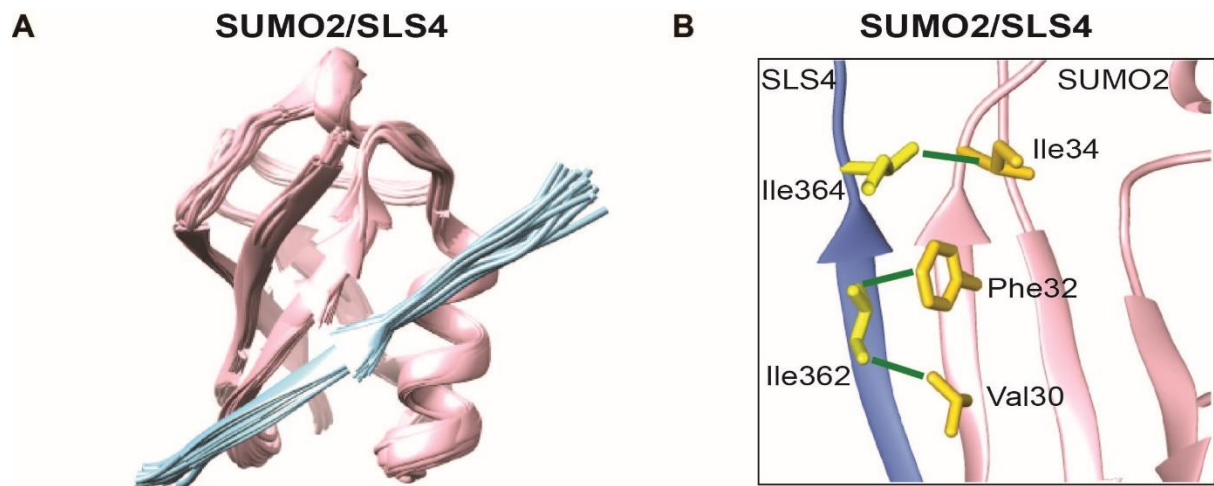 A
SUMO2/SLS4
B
SUMO2/SLS4
SLS4
SUMO2
Ile34
Ile364
Phe32
Ile362
Val30